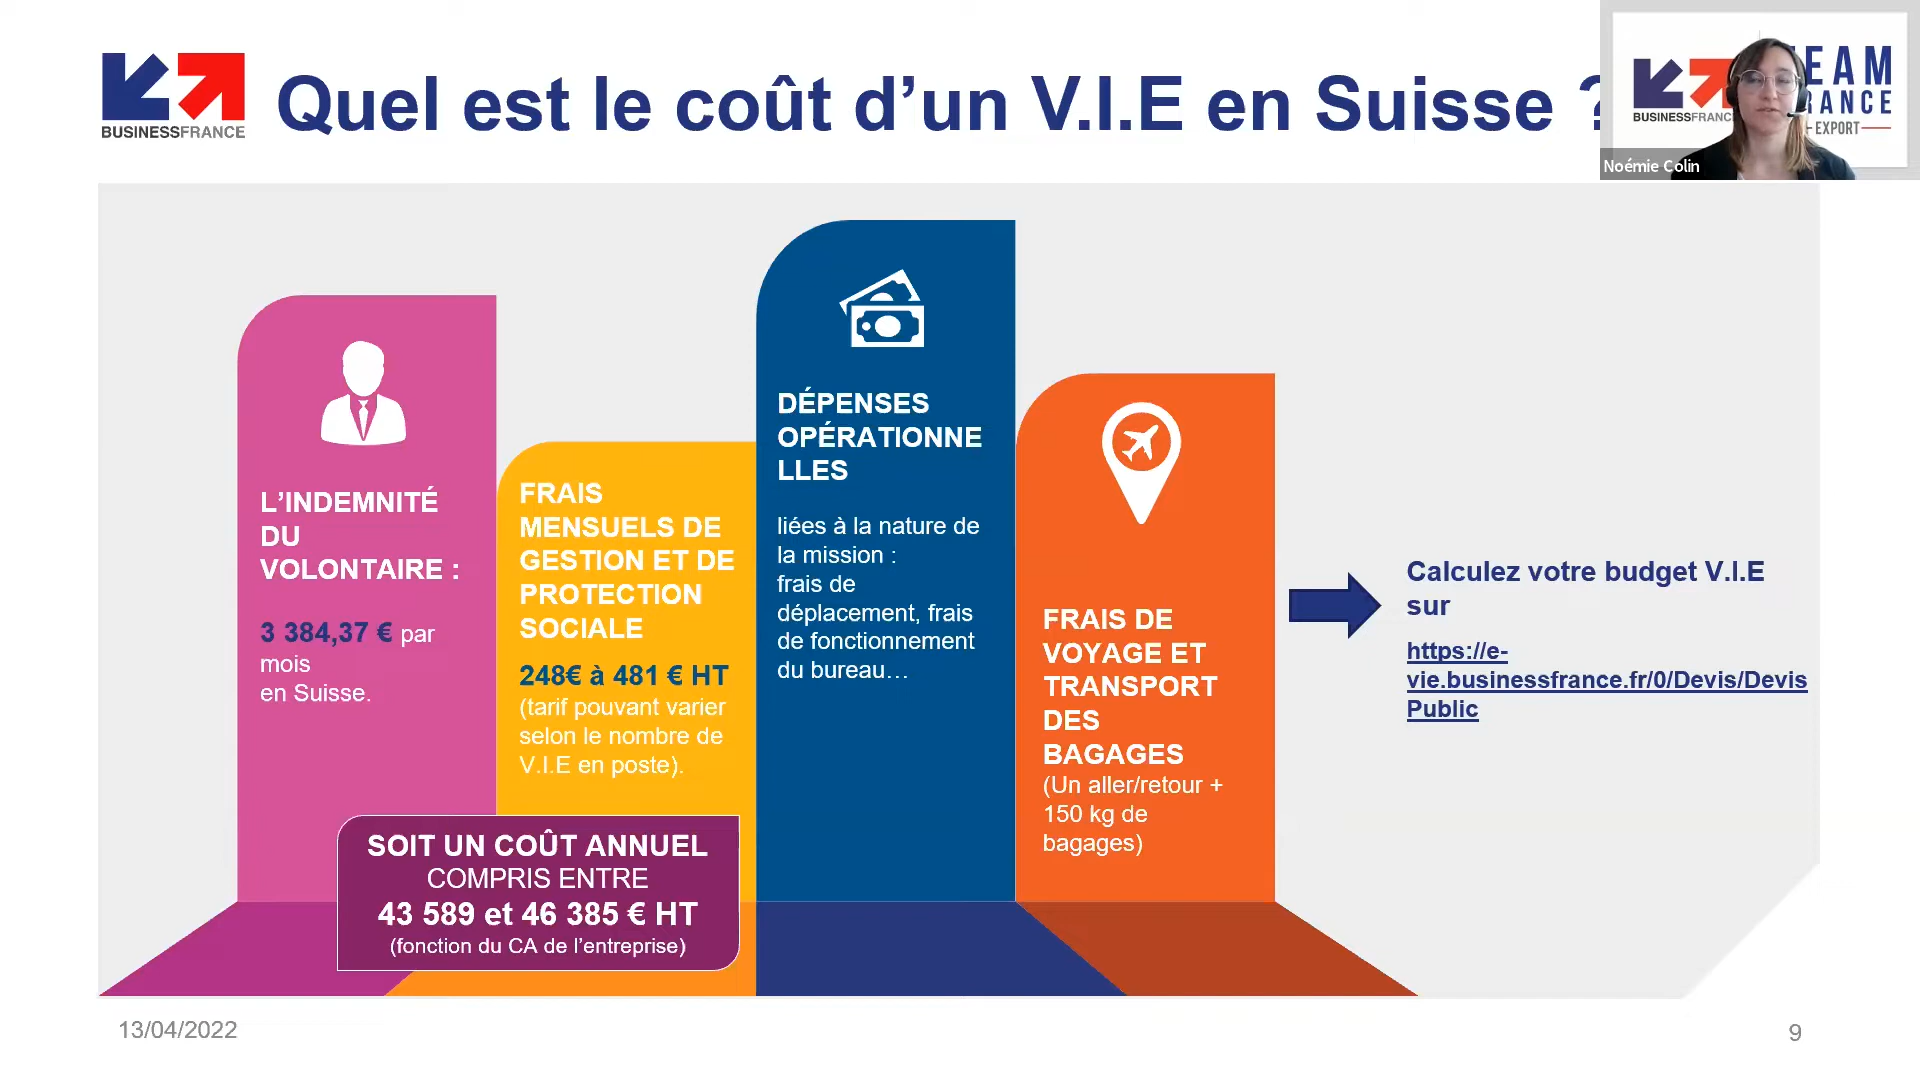 BUSINESSFRANCE
Quel est le coût d’un V.I.E en Suisse ?
BUSINESSFRANC
EAM
RANCE
EXPORT
Noémie Colin
L’INDEMNITÉ
DU
VOLONTAIRE :
3 384,37 € par
mois
en Suisse.
FRAIS
MENSUELS DE
GESTION ET DE
PROTECTION
SOCIALE
248€ à 481 € HT
(tarif pouvant varier
selon le nombre de
V.I.E en poste).
SOIT UN COÛT ANNUEL
COMPRIS ENTRE
43 589 et 46 385 € HT
(fonction du CA de l’entreprise)
DÉPENSES
OPÉRATIONNE
LLES
liées à la nature de
la mission :
frais de
déplacement, frais
de fonctionnement
du bureau…
FRAIS DE
VOYAGE ET
TRANSPORT
DES
BAGAGES
(Un aller/retour +
150 kg de
bagages)
Calculez votre budget V.I.E
sur
https://e-
vie.businessfrance.fr/0/Devis/Devis
Public
13/04/2022
9